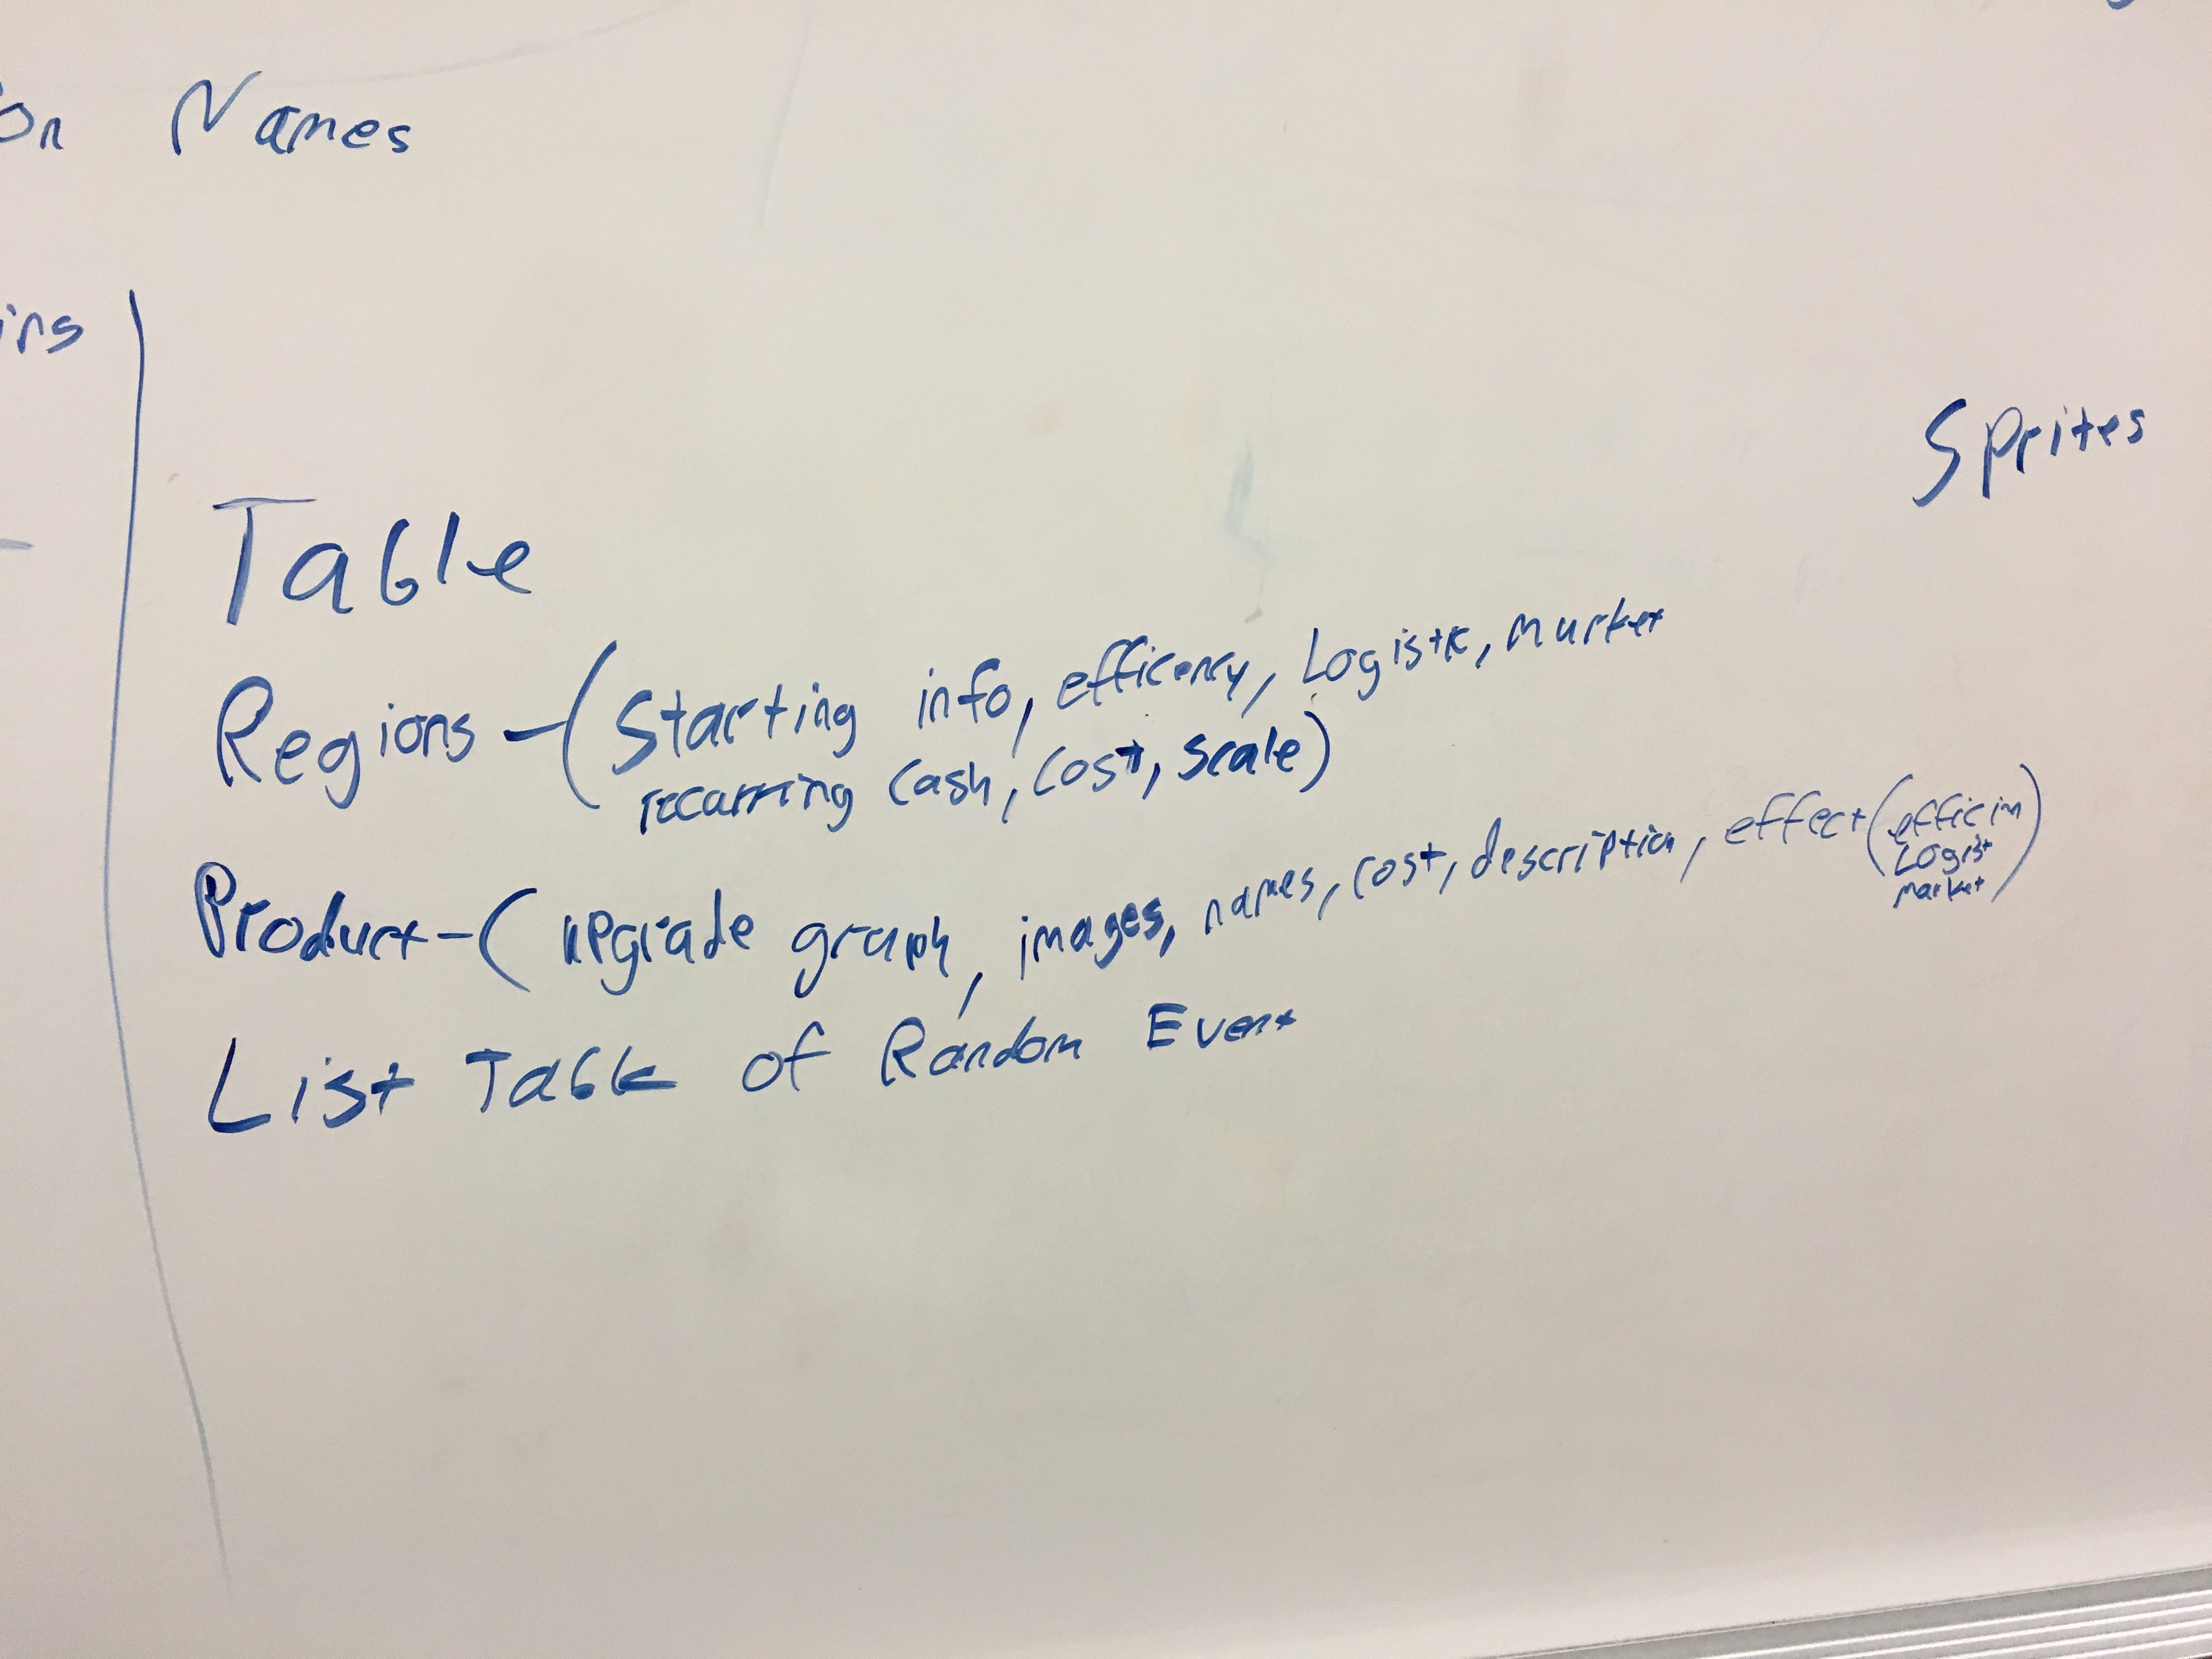 on Names
ins
Sprites
Table
Regions - (Starting info, efficency, Logistic, market
recurring cash, cost, scale)
Product - ( upgrade graph, images, names, cost, description, effect (efficien
Logist
market)
List Table of Random Event